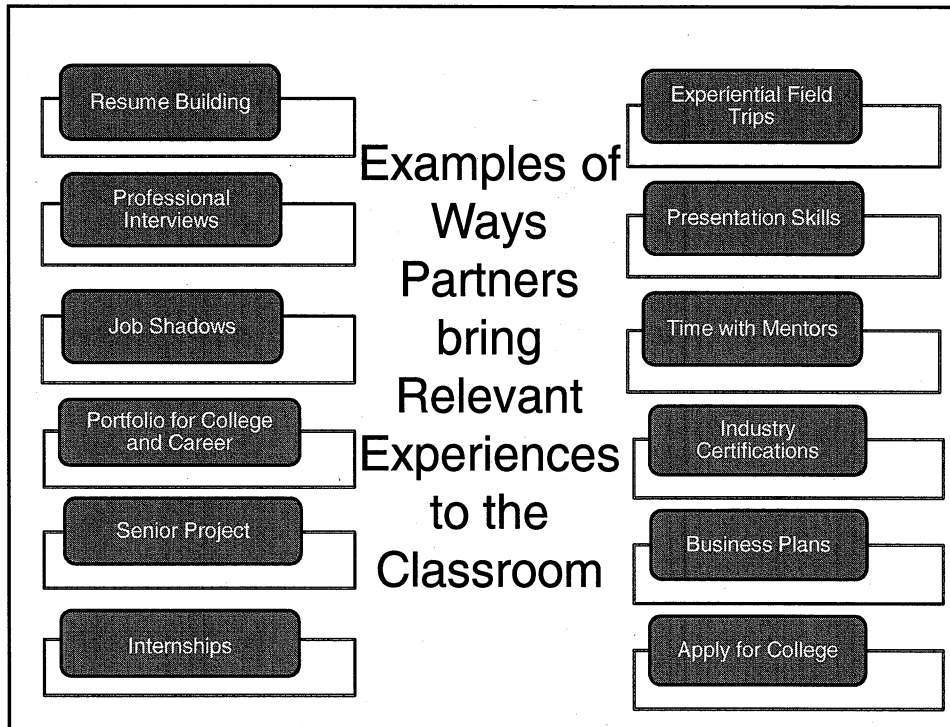 Resume Building
Professional
Interviews
Job Shadows
Portfolio for College
and Career
Senior Project
Internships
Examples of
Ways
Partners
bring
Relevant
Experiences
to the
Classroom
Experiential Field
Trips
Presentation Skills
Time with Mentors
Industry
Certifications
Business Plans
Apply for College